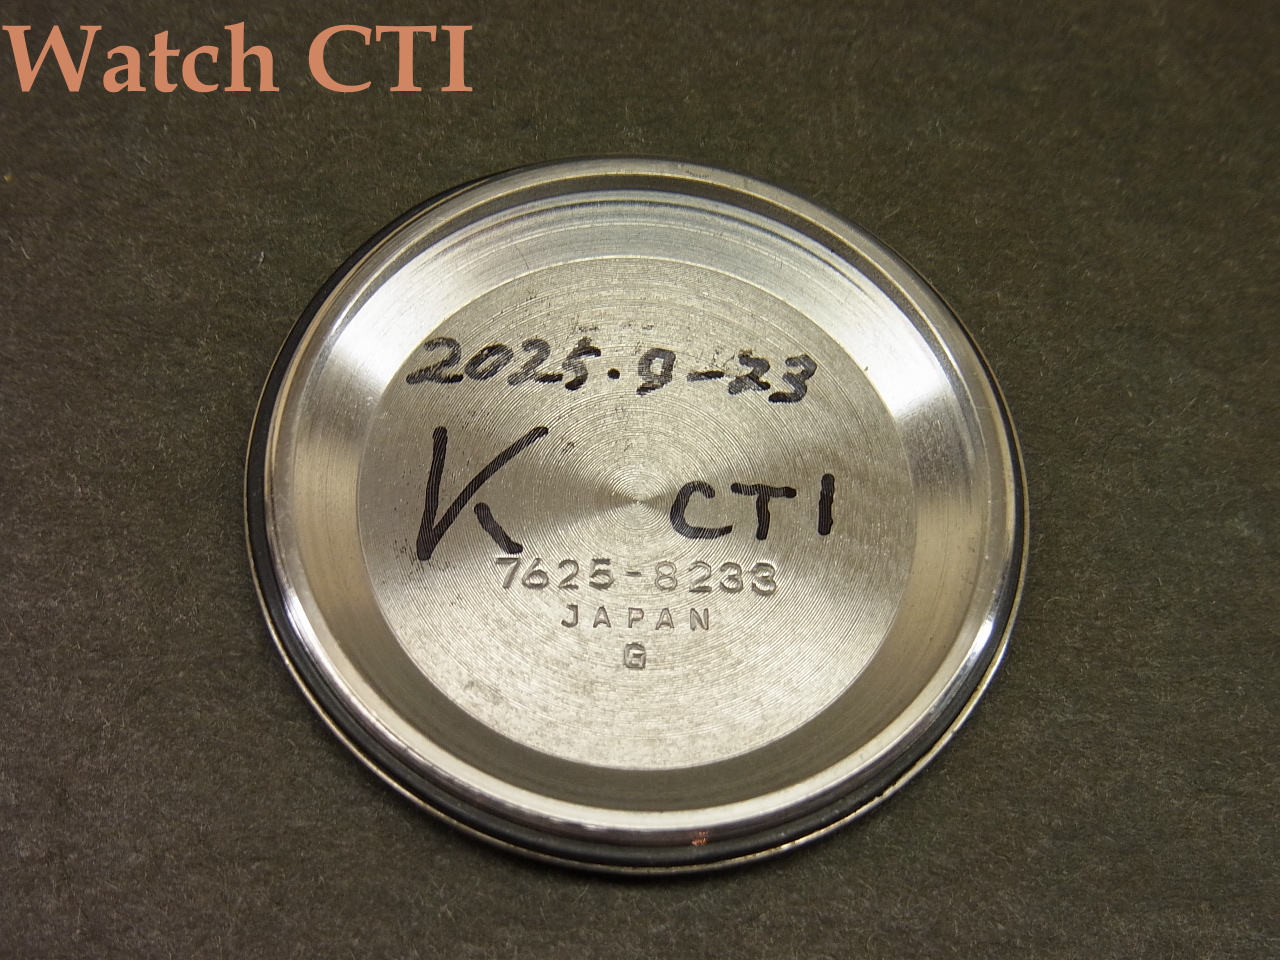 Watch CTI
2025.9-23
K CTI
7625-8233
JAPAN
G